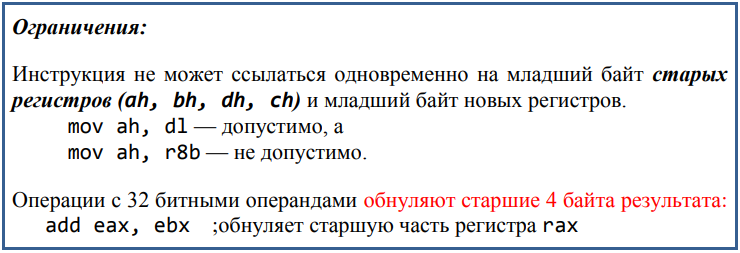 Ограничения:
Инструкция не может ссылаться одновременно на младший байт старых
регистров (ah, bh, dh, ch) и младший байт новых регистров.
mov ah, dl — допустимо, а
mov ah, r8b — не допустимо.
Операции с 32 битными операндами обнуляют старшие 4 байта результата:
add eax, ebx ;обнуляет старшую часть регистра rax